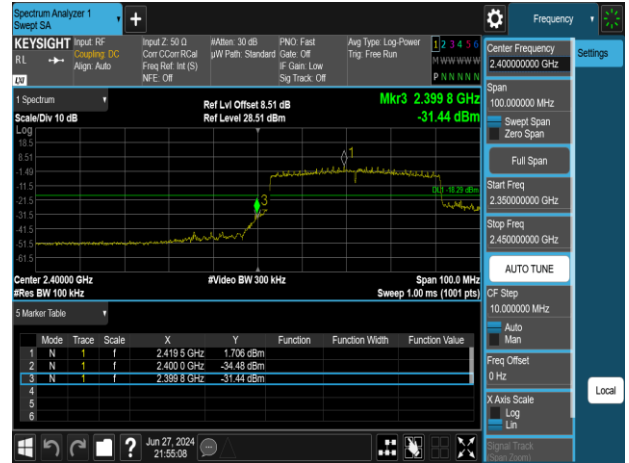 Spectrum Analyzer 1
Swept SA
Frequency
KEYSIGHT
RL
Input: RF
Coupling: DC
Align: Auto
Input Z: 50 Ω
Corr CCorr RCal
Freq Ref: Int (S)
NFE: Off
#Atten: 30 dB
µW Path: Standard
PNO: Fast
Gate: Off
IF Gain: Low
Sig Track: Off
Avg Type: Log-Power
Trig: Free Run
1 2 3 4 5 6
M W W W W W
P N N N N N
LXI
1 Spectrum
Scale/Div 10 dB
Ref Lvl Offset 8.51 dB
Ref Level 28.51 dBm
Mkr3 2.399 8 GHz
-31.44 dBm
Log
18.5
8.51
-1.49
-11.5
-21.5
-31.5
-41.5
-51.5
-61.5
1
3
DL1 -18.29 dBm
Center 2.40000 GHz
#Res BW 100 kHz
#Video BW 300 kHz
Span 100.0 MHz
Sweep 1.00 ms (1001 pts)
5 Marker Table
Mode Trace Scale X Y Function Function Width Function Value
1 N 1 f 2.419 5 GHz 1.706 dBm
2 N 1 f 2.400 0 GHz -34.48 dBm
3 N 1 f 2.399 8 GHz -31.44 dBm
4
5
6
Jun 27, 2024
21:55:08
Center Frequency
2.400000000 GHz
Settings
Span
100.000000 MHz
Swept Span
Zero Span
Full Span
Start Freq
2.350000000 GHz
Stop Freq
2.450000000 GHz
AUTO TUNE
CF Step
10.000000 MHz
Auto
Man
Freq Offset
0 Hz
X Axis Scale
Log
Lin
Local
Signal Track
(Span Zoom)